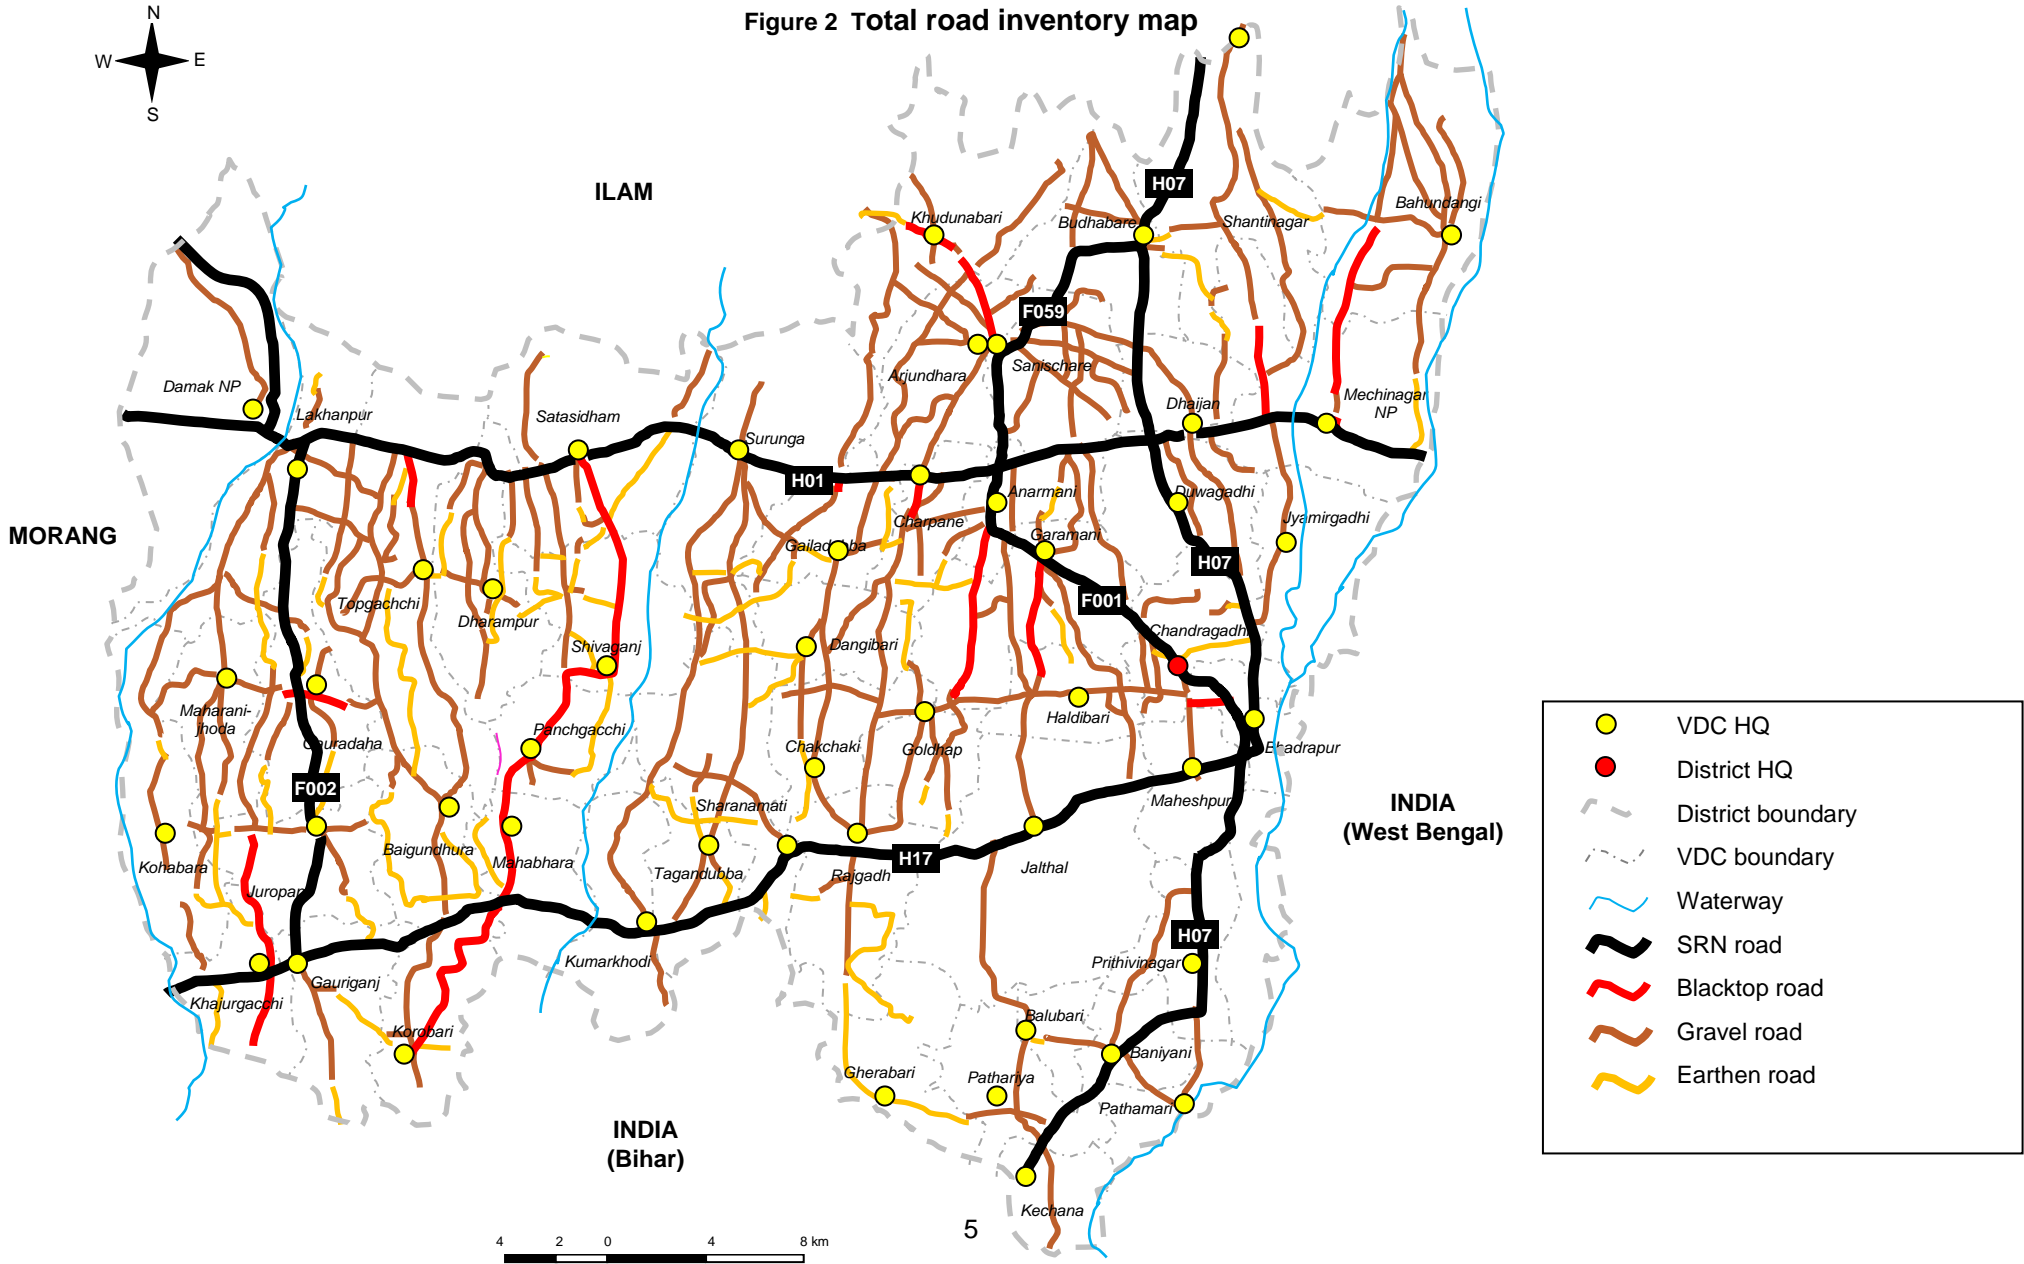 Figure 2 Total road inventory map
N
W E
S
ILAM
H07
Khudunabari
Budhabare
Shantinagar
Bahundangi
F059
Damak NP
Lakhanpur
Satasidham
Surunga
Arjundhara
Sanischare
Dhaijan
Mechinagar
NP
H01
Anarmani
Duwagadhi
Charpane
Garamani
Jyamirgadhi
MORANG
Gailadubba
H07
Topgachchi
Dharampur
F001
Chandragadhi
Shivaganj
Dangibari
Maharani-
jhoda
Haldibari
Panchgacchi
Gauradaha
Chakchaki
Goldhap
Bhadrapur
F002
Sharanamati
Maheshpur
INDIA
(West Bengal)
Kohabara
Baigundhura
Mahabhara
Tagandubba
Rajgadh
H17
Jalthal
Juropani
H07
Kumarkhodi
Prithivinagar
Gauriganj
Khajurgacchi
Korobari
Balubari
Baniyani
Gherabari
Pathariya
Pathamari
INDIA
(Bihar)
Kechana
5
4 2 0 4 8 km
VDC HQ
District HQ
District boundary
VDC boundary
Waterway
SRN road
Blacktop road
Gravel road
Earthen road